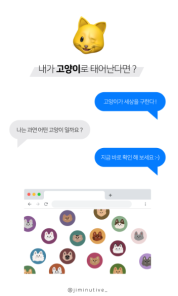 내가 고양이로 태어난다면 ?
고양이가 세상을 구한다!
나는 과연 어떤 고양이 일까요 ?
지금 바로 확인 해 보세요 :-)
@jiminutive_